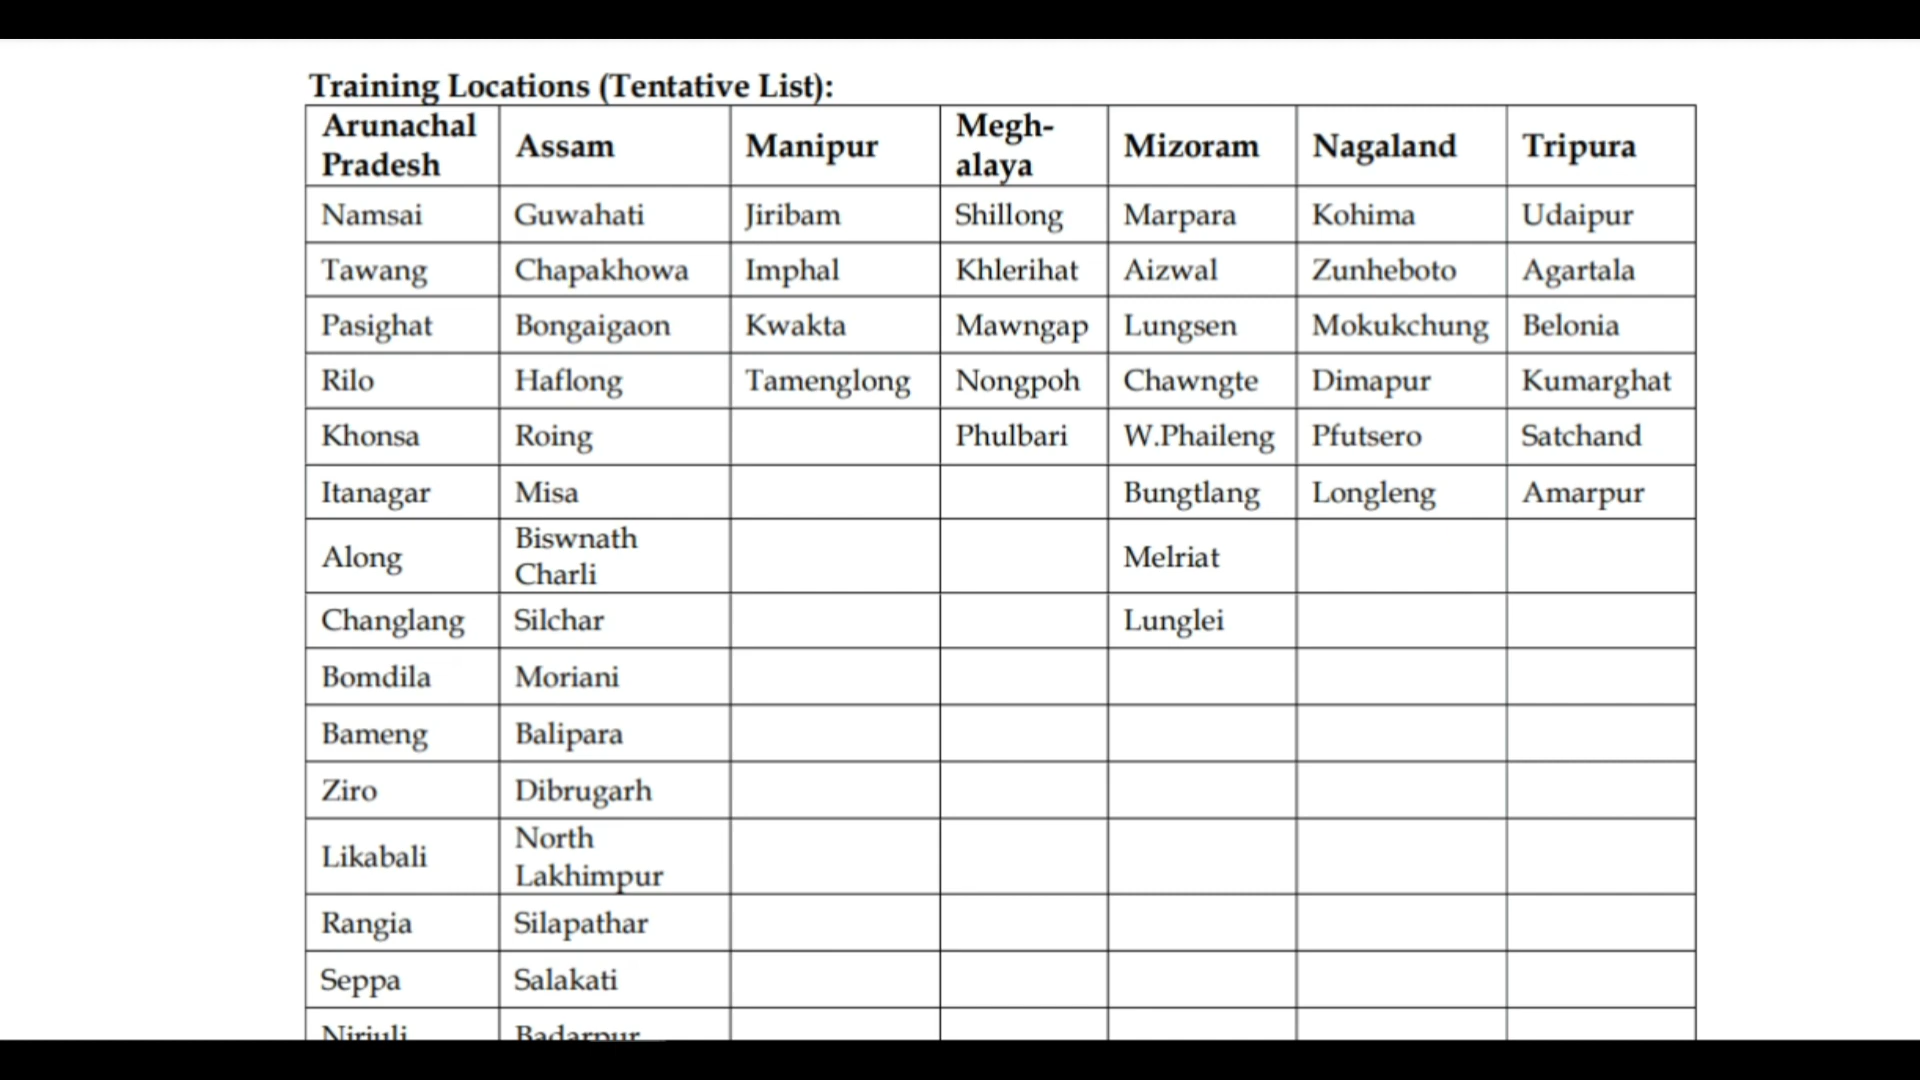 Training Locations (Tentative List):
Arunachal Pradesh Assam Manipur Megh-alaya Mizoram Nagaland Tripura
Namsai Guwahati Jiribam Shillong Marpara Kohima Udaipur
Tawang Chapakhowa Imphal Khlerihat Aizwal Zunheboto Agartala
Pasighat Bongaigaon Kwakta Mawngap Lungsen Mokukchung Belonia
Rilo Haflong Tamenglong Nongpoh Chawngte Dimapur Kumarghat
Khonsa Roing Phulbari W.Phaileng Pfutsero Satchand
Itanagar Misa Bungtlang Longleng Amarpur
Along Biswnath Charli Melriat
Changlang Silchar Lunglei
Bomdila Moriani
Bameng Balipara
Ziro Dibrugarh
Likabali North Lakhimpur
Rangia Silapathar
Seppa Salakati
Nirjuli Badarpur